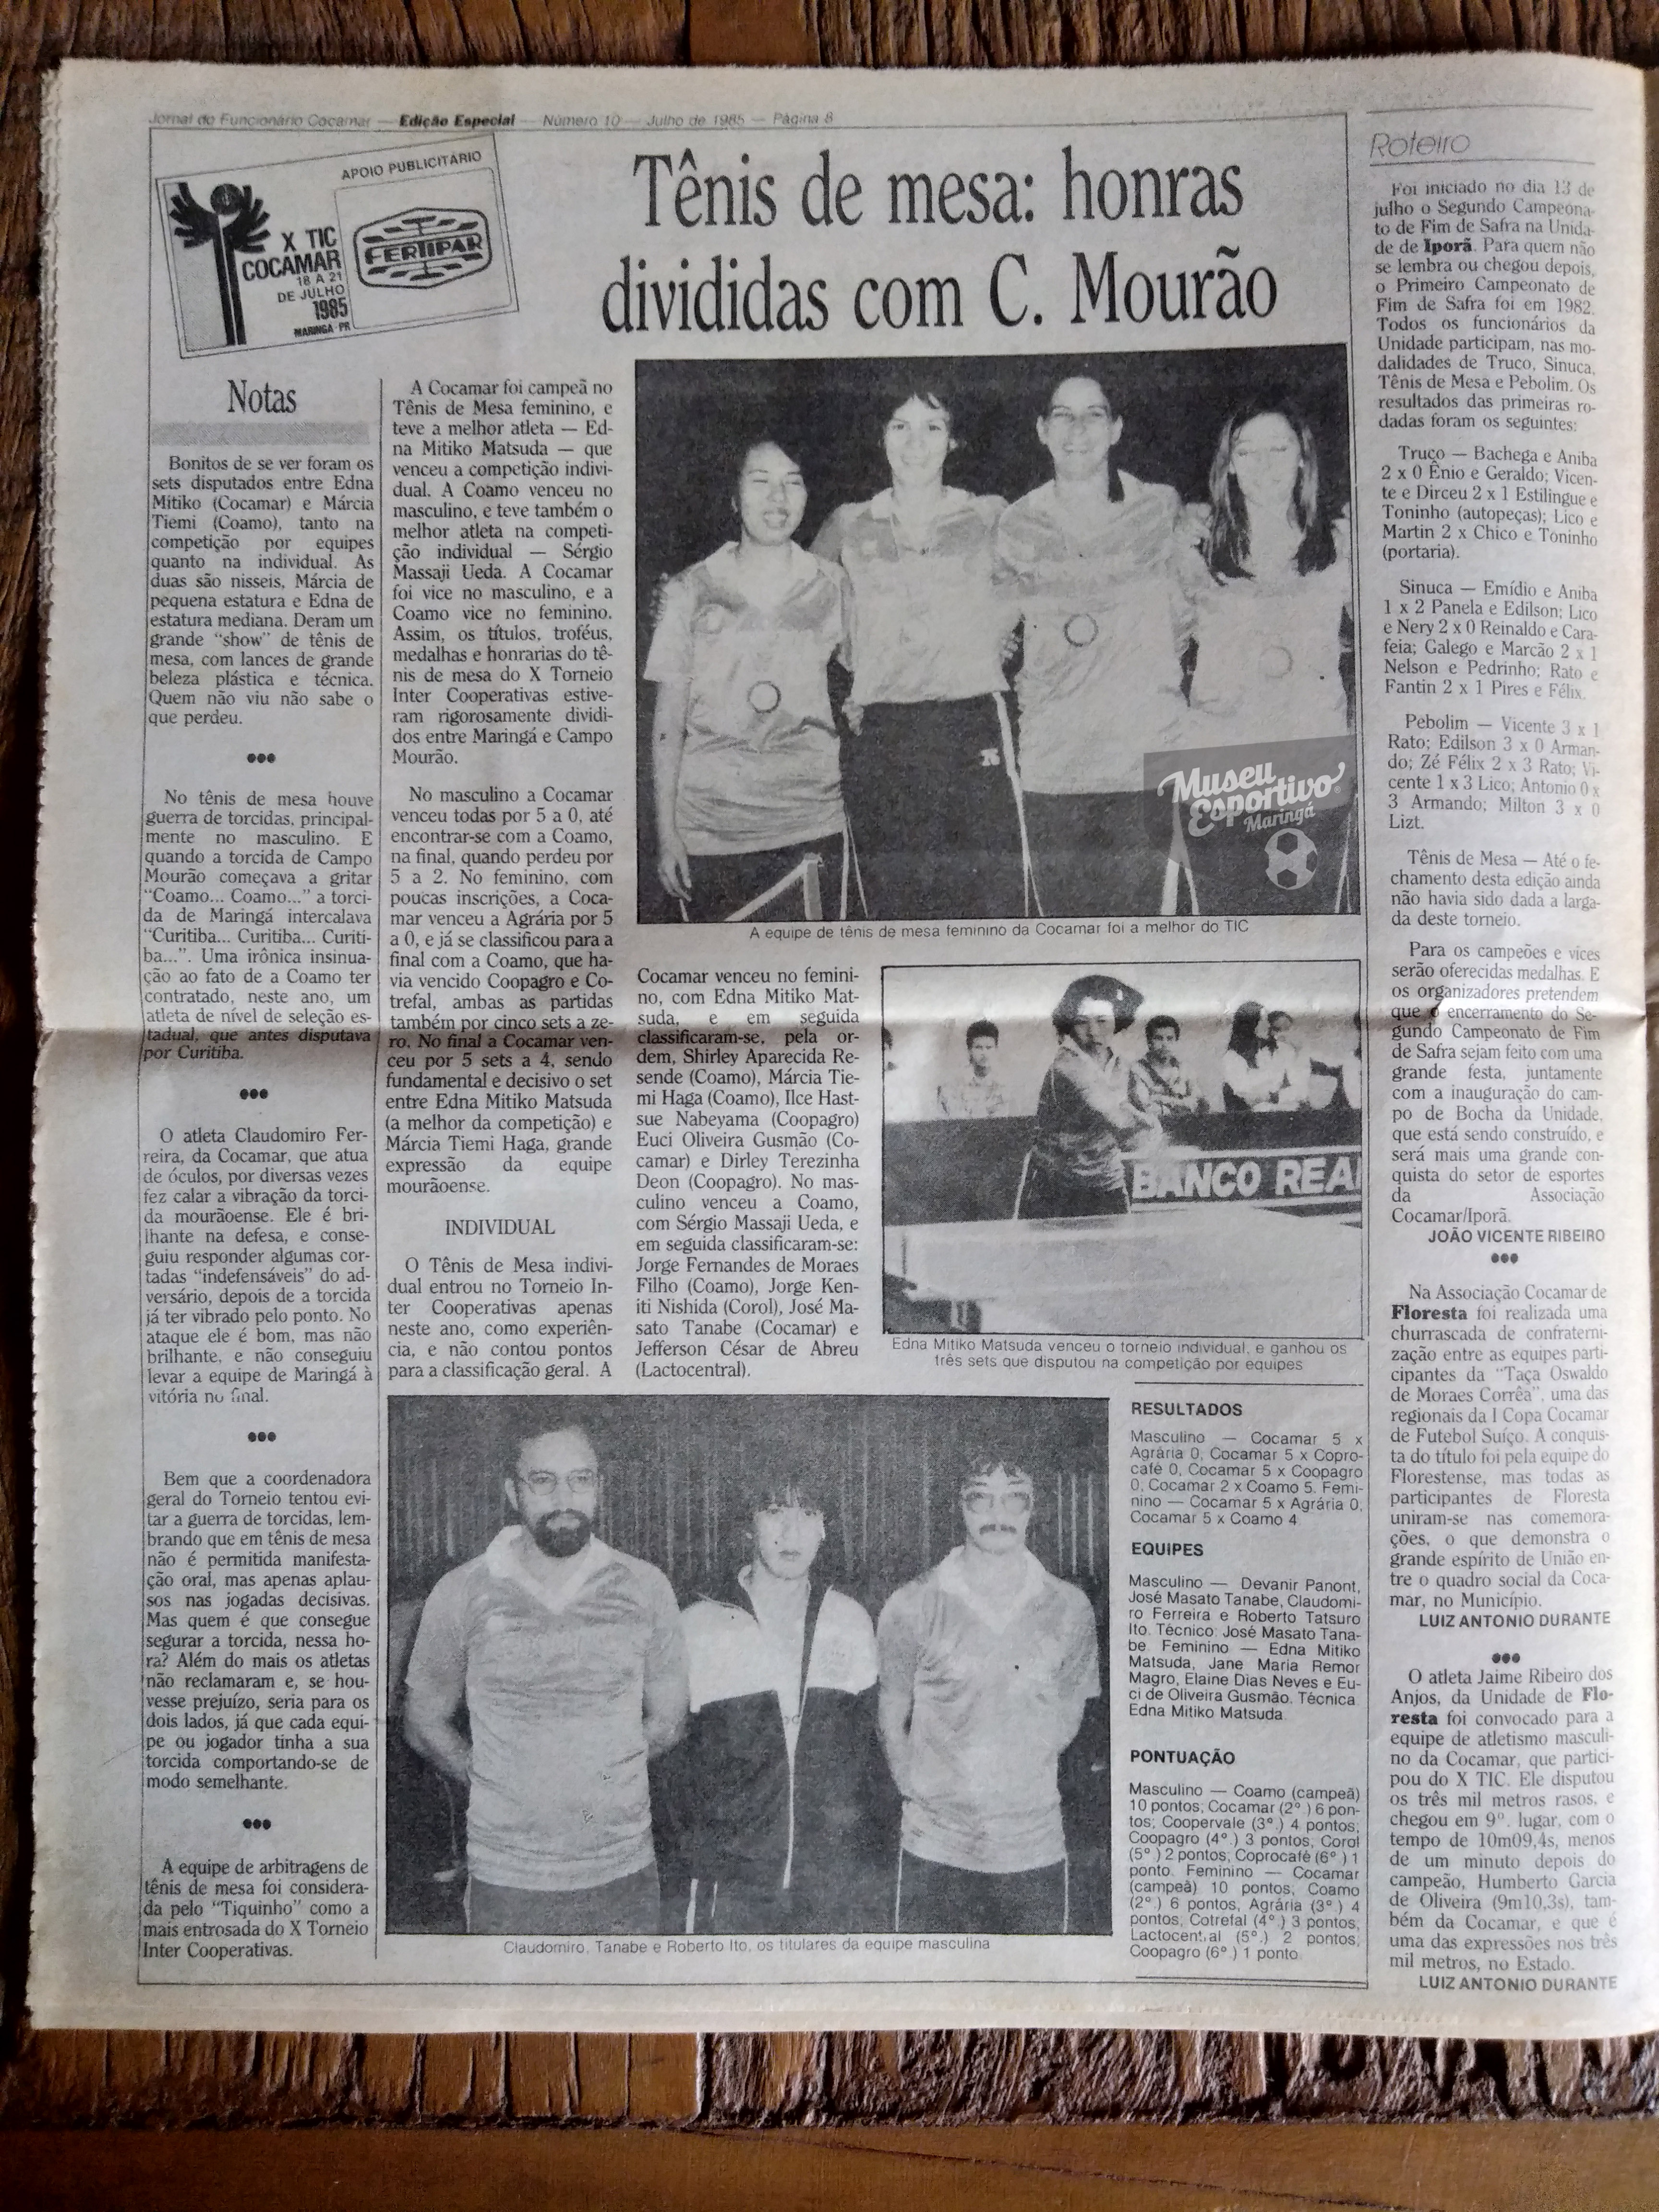 Jornal do Funcionário Cocamar — Edição Especial — Número 10 — Julho de 1985 — Página 8
APOIO PUBLICITÁRIO
X TIC
COCAMAR
18 A 21
DE JULHO
1985
MARINGÁ - PR
FERTIPAR
Tênis de mesa: honras
divididas com C. Mourão
Notas
Bonitos de se ver foram os
sets disputados entre Edna
Mitiko (Cocamar) e Márcia
Tiemi (Coamo), tanto na
competição por equipes
quanto na individual. As
duas são nisseis, Márcia de
pequena estatura e Edna de
estatura mediana. Deram um
grande “show” de tênis de
mesa, com lances de grande
beleza plástica e técnica.
Quem não viu não sabe o
que perdeu.
●●●
No tênis de mesa houve
guerra de torcidas, principal-
mente no masculino. E
quando a torcida de Campo
Mourão começava a gritar
“Coamo... Coamo...” a torci-
da de Maringá intercalava
“Curitiba... Curitiba... Curiti-
ba...”. Uma irônica insinua-
ção ao fato de a Coamo ter
contratado, neste ano, um
atleta de nível de seleção es-
tadual, que antes disputava
por Curitiba.
●●●
O atleta Claudomiro Fer-
reira, da Cocamar, que atua
de óculos, por diversas vezes
fez calar a vibração da torci-
da mourãoense. Ele é bri-
lhante na defesa, e conse-
guiu responder algumas cor-
tadas “indefensáveis” do ad-
versário, depois de a torcida
já ter vibrado pelo ponto. No
ataque ele é bom, mas não
brilhante, e não conseguiu
levar a equipe de Maringá à
vitória no final.
●●●
Bem que a coordenadora
geral do Torneio tentou evi-
tar a guerra de torcidas, lem-
brando que em tênis de mesa
não é permitida manifesta-
ção oral, mas apenas aplau-
sos nas jogadas decisivas.
Mas quem é que consegue
segurar a torcida, nessa ho-
ra? Além do mais os atletas
não reclamaram e, se hou-
vesse prejuízo, seria para os
dois lados, já que cada equi-
pe ou jogador tinha a sua
torcida comportando-se de
modo semelhante.
●●●
A equipe de arbitragens de
tênis de mesa foi considera-
da pelo “Tiquinho” como a
mais entrosada do X Torneio
Inter Cooperativas.
A Cocamar foi campeã no
Tênis de Mesa feminino, e
teve a melhor atleta — Ed-
na Mitiko Matsuda — que
venceu a competição indivi-
dual. A Coamo venceu no
masculino, e teve também o
melhor atleta na competi-
ção individual — Sérgio
Massaji Ueda. A Cocamar
foi vice no masculino, e a
Coamo vice no feminino.
Assim, os títulos, troféus,
medalhas e honrarias do tê-
nis de mesa do X Torneio
Inter Cooperativas estive-
ram rigorosamente dividi-
dos entre Maringá e Campo
Mourão.
No masculino a Cocamar
venceu todas por 5 a 0, até
encontrar-se com a Coamo,
na final, quando perdeu por
5 a 2. No feminino, com
poucas inscrições, a Coca-
mar venceu a Agrária por 5
a 0, e já se classificou para a
final com a Coamo, que ha-
via vencido Coopagro e Co-
trefal, ambas as partidas
também por cinco sets a ze-
ro. No final a Cocamar ven-
ceu por 5 sets a 4, sendo
fundamental e decisivo o set
entre Edna Mitiko Matsuda
(a melhor da competição) e
Márcia Tiemi Haga, grande
expressão da equipe
mourãoense.
INDIVIDUAL
O Tênis de Mesa indivi-
dual entrou no Torneio In-
ter Cooperativas apenas
neste ano, como experiên-
cia, e não contou pontos
para a classificação geral. A
Museu
Esportivo
Maringá
A equipe de tênis de mesa feminino da Cocamar foi a melhor do TIC
Cocamar venceu no femini-
no, com Edna Mitiko Mat-
suda, e em seguida
classificaram-se, pela or-
dem, Shirley Aparecida Re-
sende (Coamo), Márcia Tie-
mi Haga (Coamo), Ilce Hast-
sue Nabeyama (Coopagro)
Euci Oliveira Gusmão (Co-
camar) e Dirley Terezinha
Deon (Coopagro). No mas-
culino venceu a Coamo,
com Sérgio Massaji Ueda, e
em seguida classificaram-se:
Jorge Fernandes de Moraes
Filho (Coamo), Jorge Ken-
iti Nishida (Corol), José Ma-
sato Tanabe (Cocamar) e
Jefferson César de Abreu
(Lactocentral).
BANCO REA
Edna Mitiko Matsuda venceu o torneio individual, e ganhou os
três sets que disputou na competição por equipes
Claudomiro, Tanabe e Roberto Ito, os titulares da equipe masculina
RESULTADOS
Masculino — Cocamar 5 x
Agrária 0, Cocamar 5 x Copro-
café 0, Cocamar 5 x Coopagro
0, Cocamar 2 x Coamo 5. Femi-
nino — Cocamar 5 x Agrária 0,
Cocamar 5 x Coamo 4.
EQUIPES
Masculino — Devanir Panont,
José Masato Tanabe, Claudomi-
ro Ferreira e Roberto Tatsuro
Ito. Técnico: José Masato Tana-
be. Feminino — Edna Mitiko
Matsuda, Jane Maria Remor
Magro, Elaine Dias Neves e Eu-
ci de Oliveira Gusmão. Técnica:
Edna Mitiko Matsuda.
PONTUAÇÃO
Masculino — Coamo (campeã)
10 pontos; Cocamar (2º.) 6 pon-
tos; Coopervale (3º.) 4 pontos;
Coopagro (4º.) 3 pontos; Corol
(5º.) 2 pontos; Coprocafé (6º.) 1
ponto. Feminino — Cocamar
(campeã) 10 pontos; Coamo
(2º.) 6 pontos, Agrária (3º.) 4
pontos, Cotrefal (4º.) 3 pontos,
Lactocentral (5º.) 2 pontos,
Coopagro (6º.) 1 ponto.
Roteiro
Foi iniciado no dia 13 de
julho o Segundo Campeona-
to de Fim de Safra na Unida-
de de Iporã. Para quem não
se lembra ou chegou depois,
o Primeiro Campeonato de
Fim de Safra foi em 1982.
Todos os funcionários da
Unidade participam, nas mo-
dalidades de Truco, Sinuca,
Tênis de Mesa e Pebolim. Os
resultados das primeiras ro-
dadas foram os seguintes:
Truco — Bachega e Aniba
2 x 0 Ênio e Geraldo; Vicen-
te e Dirceu 2 x 1 Estilingue e
Toninho (autopeças); Lico e
Martin 2 x Chico e Toninho
(portaria).
Sinuca — Emídio e Aniba
1 x 2 Panela e Edilson; Lico
e Nery 2 x 0 Reinaldo e Cara-
feia; Galego e Marcão 2 x 1
Nelson e Pedrinho; Rato e
Fantin 2 x 1 Pires e Félix.
Pebolim — Vicente 3 x 1
Rato; Edilson 3 x 0 Arman-
do; Zé Félix 2 x 3 Rato; Vi-
cente 1 x 3 Lico; Antonio 0 x
3 Armando; Milton 3 x 0
Lizt.
Tênis de Mesa — Até o fe-
chamento desta edição ainda
não havia sido dada a larga-
da deste torneio.
Para os campeões e vices
serão oferecidas medalhas. E
os organizadores pretendem
que o encerramento do Se-
gundo Campeonato de Fim
de Safra sejam feito com uma
grande festa, juntamente
com a inauguração do cam-
po de Bocha da Unidade,
que está sendo construído, e
será mais uma grande con-
quista do setor de esportes
da Associação
Cocamar/Iporã.
JOÃO VICENTE RIBEIRO
●●●
Na Associação Cocamar de
Floresta foi realizada uma
churrascada de confraterni-
zação entre as equipes parti-
cipantes da “Taça Oswaldo
de Moraes Corrêa”, uma das
regionais da I Copa Cocamar
de Futebol Suíço. A conquis-
ta do título foi pela equipe do
Florestense, mas todas as
participantes de Floresta
uniram-se nas comemora-
ções, o que demonstra o
grande espírito de União en-
tre o quadro social da Coca-
mar, no Município.
LUIZ ANTONIO DURANTE
●●●
O atleta Jaime Ribeiro dos
Anjos, da Unidade de Flo-
resta foi convocado para a
equipe de atletismo masculi-
no da Cocamar, que partici-
pou do X TIC. Ele disputou
os três mil metros rasos, e
chegou em 9º. lugar, com o
tempo de 10m09,4s, menos
de um minuto depois do
campeão, Humberto Garcia
de Oliveira (9m10,3s), tam-
bém da Cocamar, e que é
uma das expressões nos três
mil metros, no Estado.
LUIZ ANTONIO DURANTE